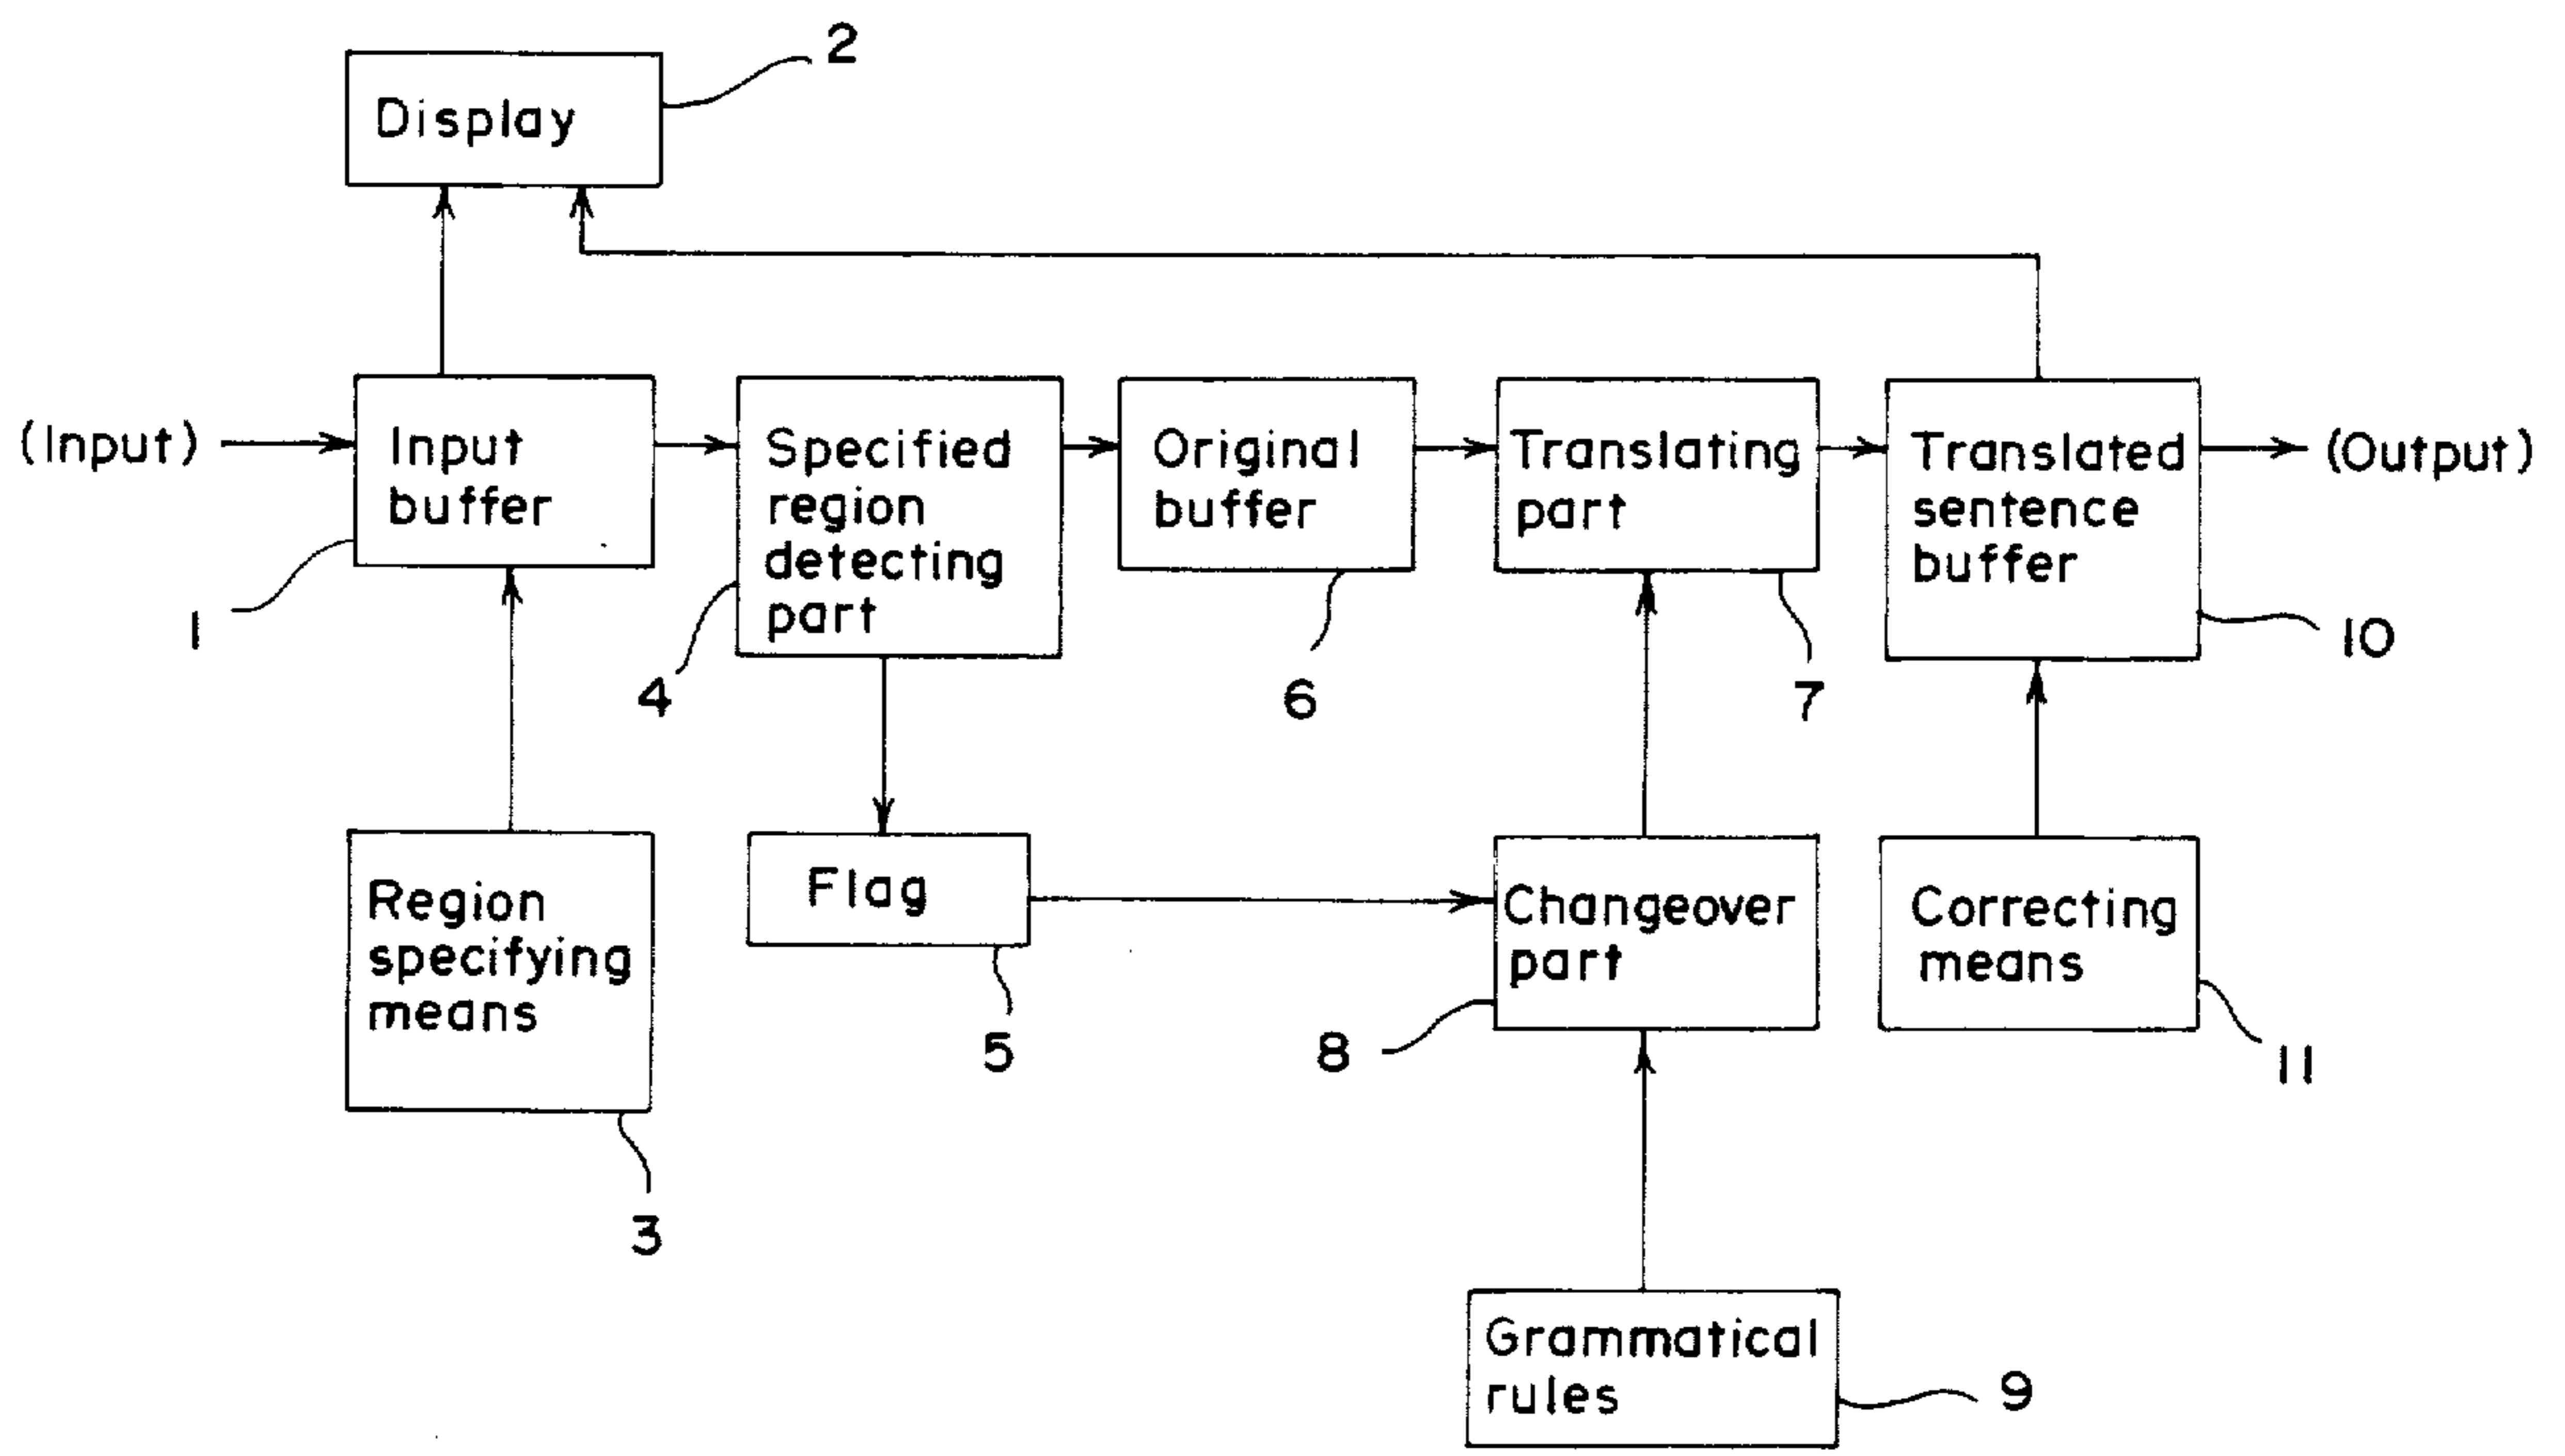 2
Display
(Input)
Input
buffer
1
Specified
region
detecting
part
4
Original
buffer
6
Translating
part
7
Translated
sentence
buffer
10
(Output)
Region
specifying
means
3
Flag
5
Changeover
part
8
Correcting
means
11
Grammatical
rules
9